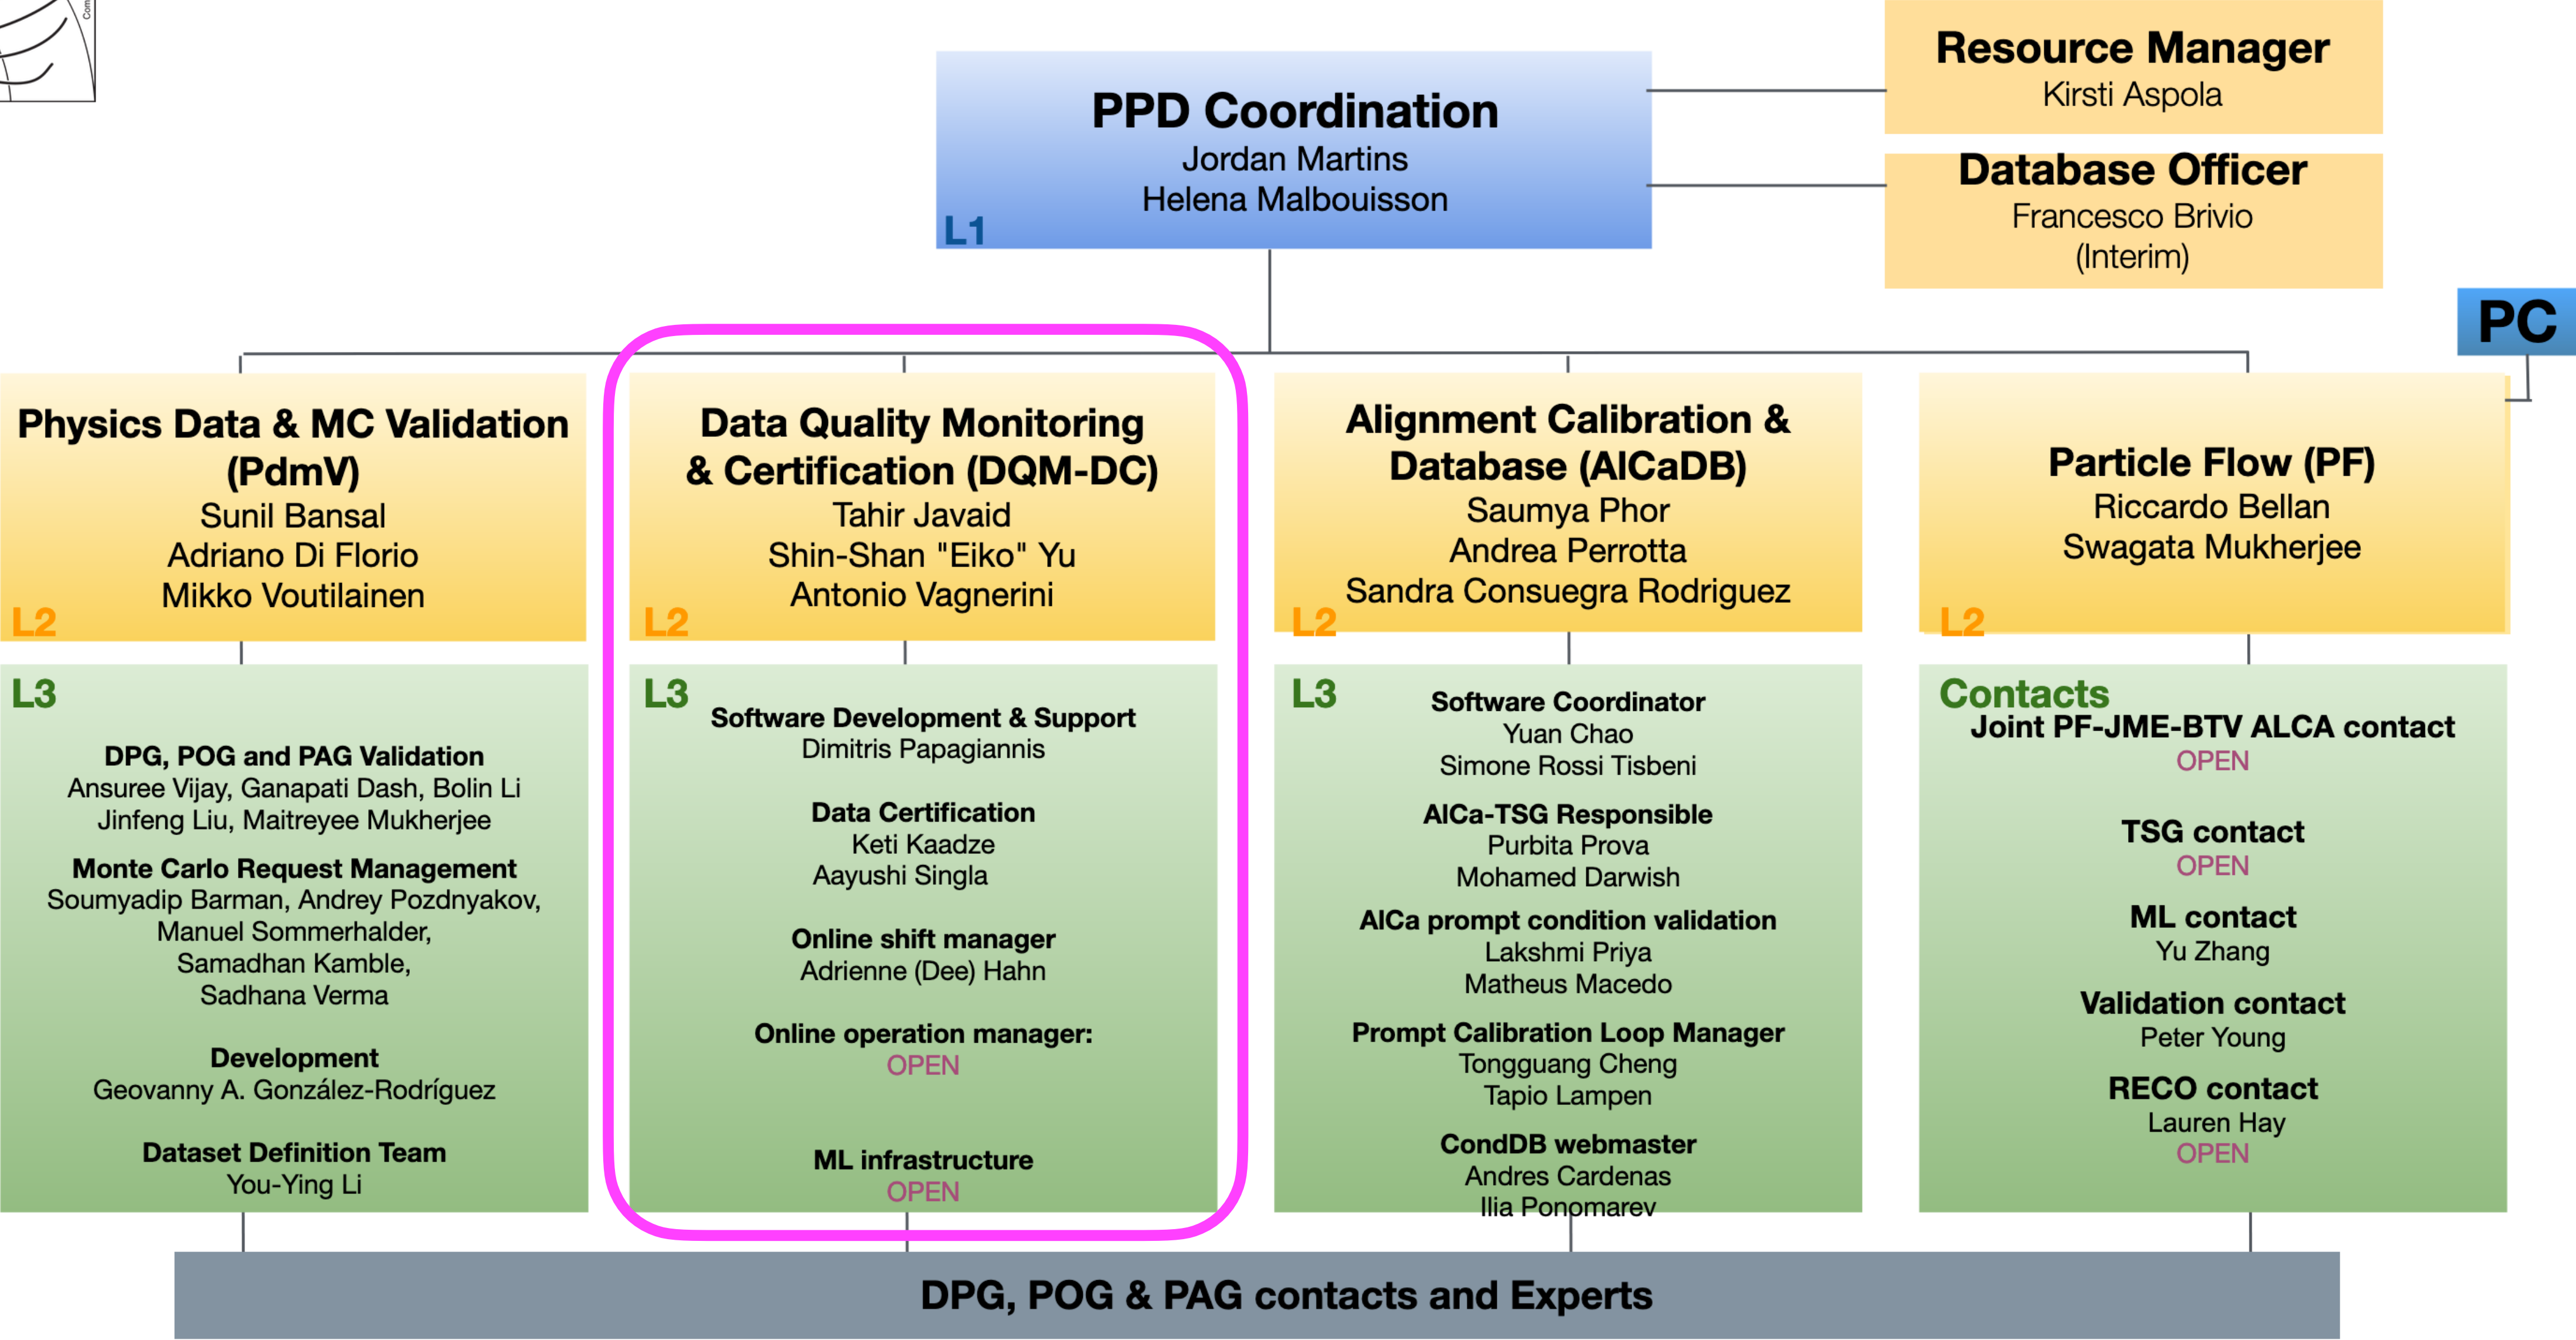 Com
PPD Coordination
Jordan Martins
Helena Malbouisson
L1
Resource Manager
Kirsti Aspola
Database Officer
Francesco Brivio
(Interim)
PC
Physics Data & MC Validation
(PdmV)
Sunil Bansal
Adriano Di Florio
Mikko Voutilainen
L2
L3
DPG, POG and PAG Validation
Ansuree Vijay, Ganapati Dash, Bolin Li
Jinfeng Liu, Maitreyee Mukherjee
Monte Carlo Request Management
Soumyadip Barman, Andrey Pozdnyakov,
Manuel Sommerhalder,
Samadhan Kamble,
Sadhana Verma
Development
Geovanny A. González-Rodríguez
Dataset Definition Team
You-Ying Li
Data Quality Monitoring
& Certification (DQM-DC)
Tahir Javaid
Shin-Shan "Eiko" Yu
Antonio Vagnerini
L2
L3
Software Development & Support
Dimitris Papagiannis
Data Certification
Keti Kaadze
Aayushi Singla
Online shift manager
Adrienne (Dee) Hahn
Online operation manager:
OPEN
ML infrastructure
OPEN
Alignment Calibration &
Database (AlCaDB)
Saumya Phor
Andrea Perrotta
Sandra Consuegra Rodriguez
L2
L3
Software Coordinator
Yuan Chao
Simone Rossi Tisbeni
AlCa-TSG Responsible
Purbita Prova
Mohamed Darwish
AlCa prompt condition validation
Lakshmi Priya
Matheus Macedo
Prompt Calibration Loop Manager
Tongguang Cheng
Tapio Lampen
CondDB webmaster
Andres Cardenas
Ilia Ponomarev
Particle Flow (PF)
Riccardo Bellan
Swagata Mukherjee
L2
Contacts
Joint PF-JME-BTV ALCA contact
OPEN
TSG contact
OPEN
ML contact
Yu Zhang
Validation contact
Peter Young
RECO contact
Lauren Hay
OPEN
DPG, POG & PAG contacts and Experts